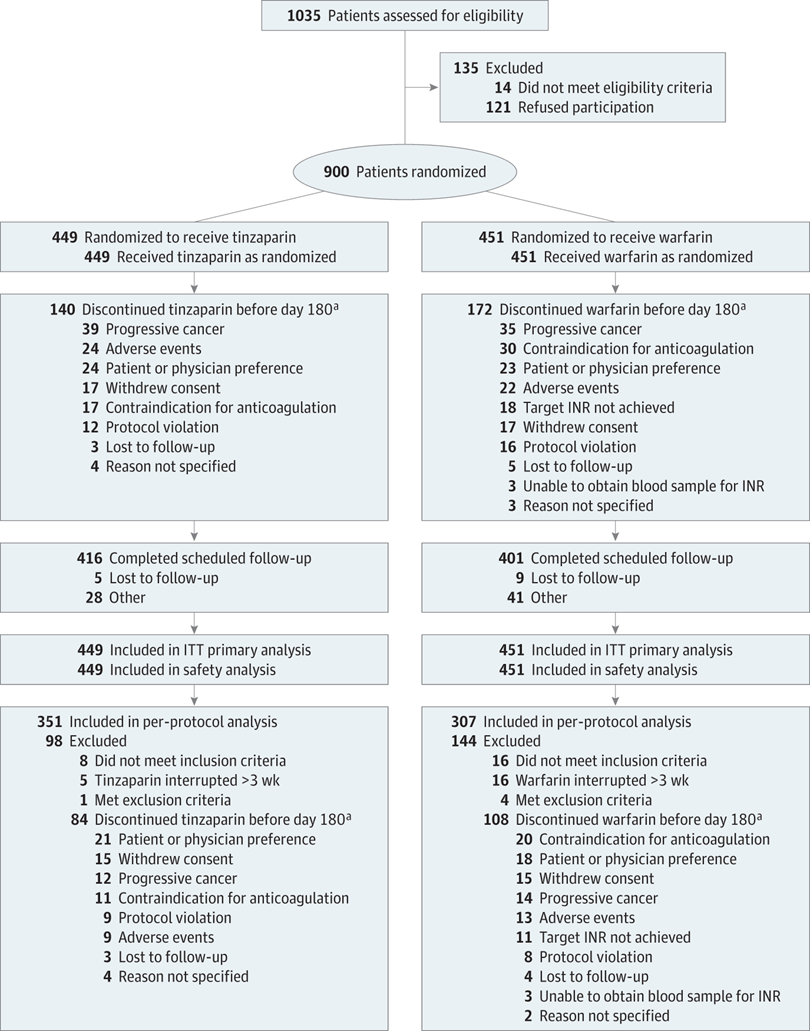 1035 Patients assessed for eligibility
135 Excluded
14 Did not meet eligibility criteria
121 Refused participation
900 Patients randomized
449 Randomized to receive tinzaparin
449 Received tinzaparin as randomized
451 Randomized to receive warfarin
451 Received warfarin as randomized
140 Discontinued tinzaparin before day 180a
39 Progressive cancer
24 Adverse events
24 Patient or physician preference
17 Withdrew consent
17 Contraindication for anticoagulation
12 Protocol violation
3 Lost to follow-up
4 Reason not specified
172 Discontinued warfarin before day 180a
35 Progressive cancer
30 Contraindication for anticoagulation
23 Patient or physician preference
22 Adverse events
18 Target INR not achieved
17 Withdrew consent
16 Protocol violation
5 Lost to follow-up
3 Unable to obtain blood sample for INR
3 Reason not specified
416 Completed scheduled follow-up
5 Lost to follow-up
28 Other
401 Completed scheduled follow-up
9 Lost to follow-up
41 Other
449 Included in ITT primary analysis
449 Included in safety analysis
451 Included in ITT primary analysis
451 Included in safety analysis
351 Included in per-protocol analysis
98 Excluded
8 Did not meet inclusion criteria
5 Tinzaparin interrupted >3 wk
1 Met exclusion criteria
84 Discontinued tinzaparin before day 180a
21 Patient or physician preference
15 Withdrew consent
12 Progressive cancer
11 Contraindication for anticoagulation
9 Protocol violation
9 Adverse events
3 Lost to follow-up
4 Reason not specified
307 Included in per-protocol analysis
144 Excluded
16 Did not meet inclusion criteria
16 Warfarin interrupted >3 wk
4 Met exclusion criteria
108 Discontinued warfarin before day 180a
20 Contraindication for anticoagulation
18 Patient or physician preference
15 Withdrew consent
14 Progressive cancer
13 Adverse events
11 Target INR not achieved
8 Protocol violation
4 Lost to follow-up
3 Unable to obtain blood sample for INR
2 Reason not specified